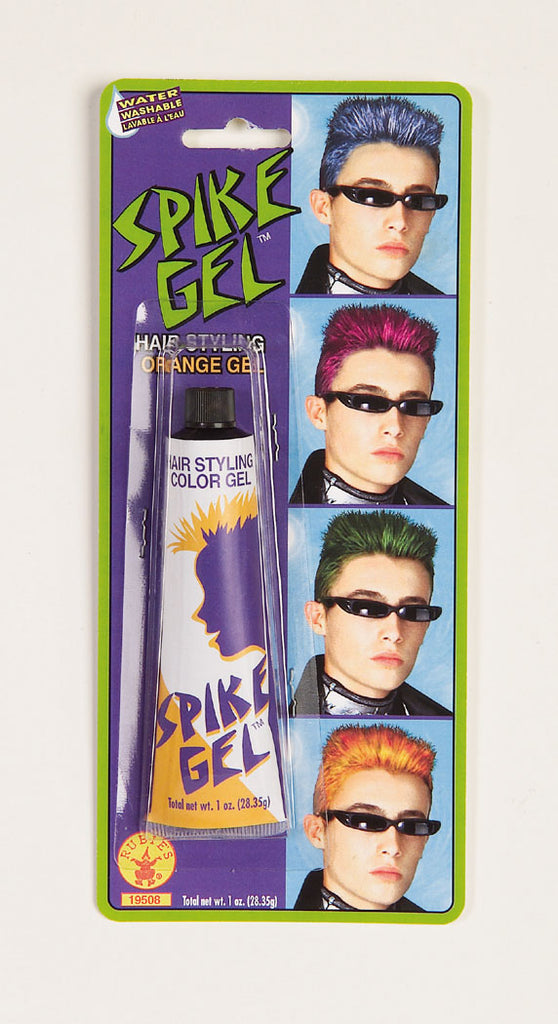 WATER
WASHABLE
LAVABLE À L'EAU
SPIKE
GEL™
HAIR STYLING
ORANGE GEL
HAIR STYLING
COLOR GEL
SPIKE
GEL™
Total net wt. 1 oz. (28.35g)
RUBIE'S
®
19508
Total net wt. 1 oz. (28.35g)